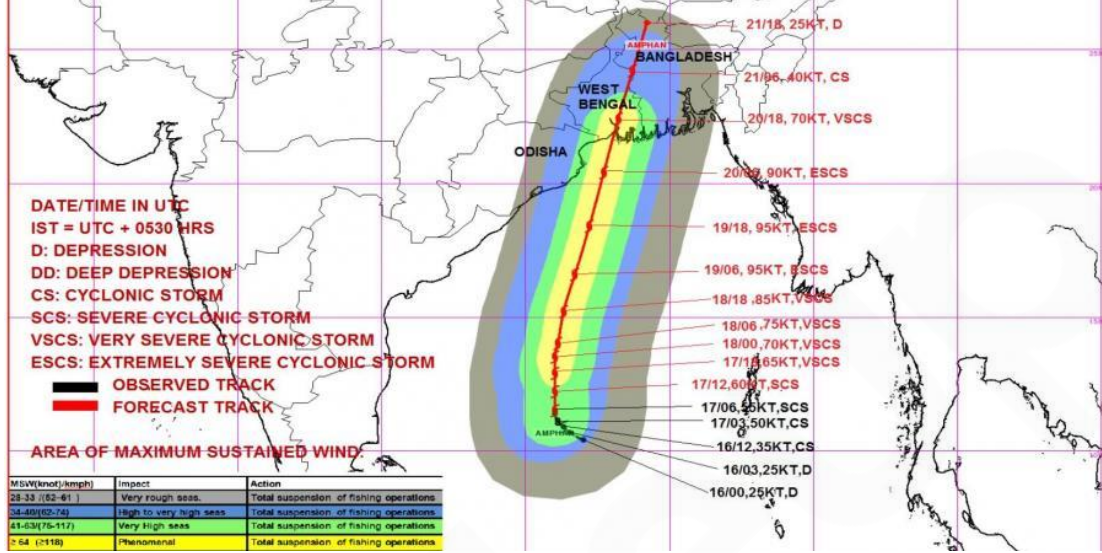 21/18, 25KT, D
AMPHAN
BANGLADESH
21/06, 40KT, CS
WEST
BENGAL
20/18, 70KT, VSCS
ODISHA
20/06, 90KT, ESCS
DATE/TIME IN UTC
IST = UTC + 0530 HRS
19/18, 95KT, ESCS
D: DEPRESSION
DD: DEEP DEPRESSION
19/06, 95KT, ESCS
CS: CYCLONIC STORM
18/18 ,85KT,VSCS
SCS: SEVERE CYCLONIC STORM
18/06 ,75KT,VSCS
VSCS: VERY SEVERE CYCLONIC STORM
18/00 ,70KT,VSCS
ESCS: EXTREMELY SEVERE CYCLONIC STORM
17/18,65KT,VSCS
OBSERVED TRACK
17/12,60KT,SCS
FORECAST TRACK
17/06,55KT,SCS
17/03,50KT,CS
AMPHAN
16/12,35KT,CS
AREA OF MAXIMUM SUSTAINED WIND:
16/03,25KT,D
16/00,25KT,D
MSW(knot)/kmph) Impact Action
28-33 /(52-61 ) Very rough seas. Total suspension of fishing operations
34-40/(62-74) High to very high seas Total suspension of fishing operations
41-63/(75-117) Very High seas Total suspension of fishing operations
≥ 64 (≥118) Phenomenal Total suspension of fishing operations